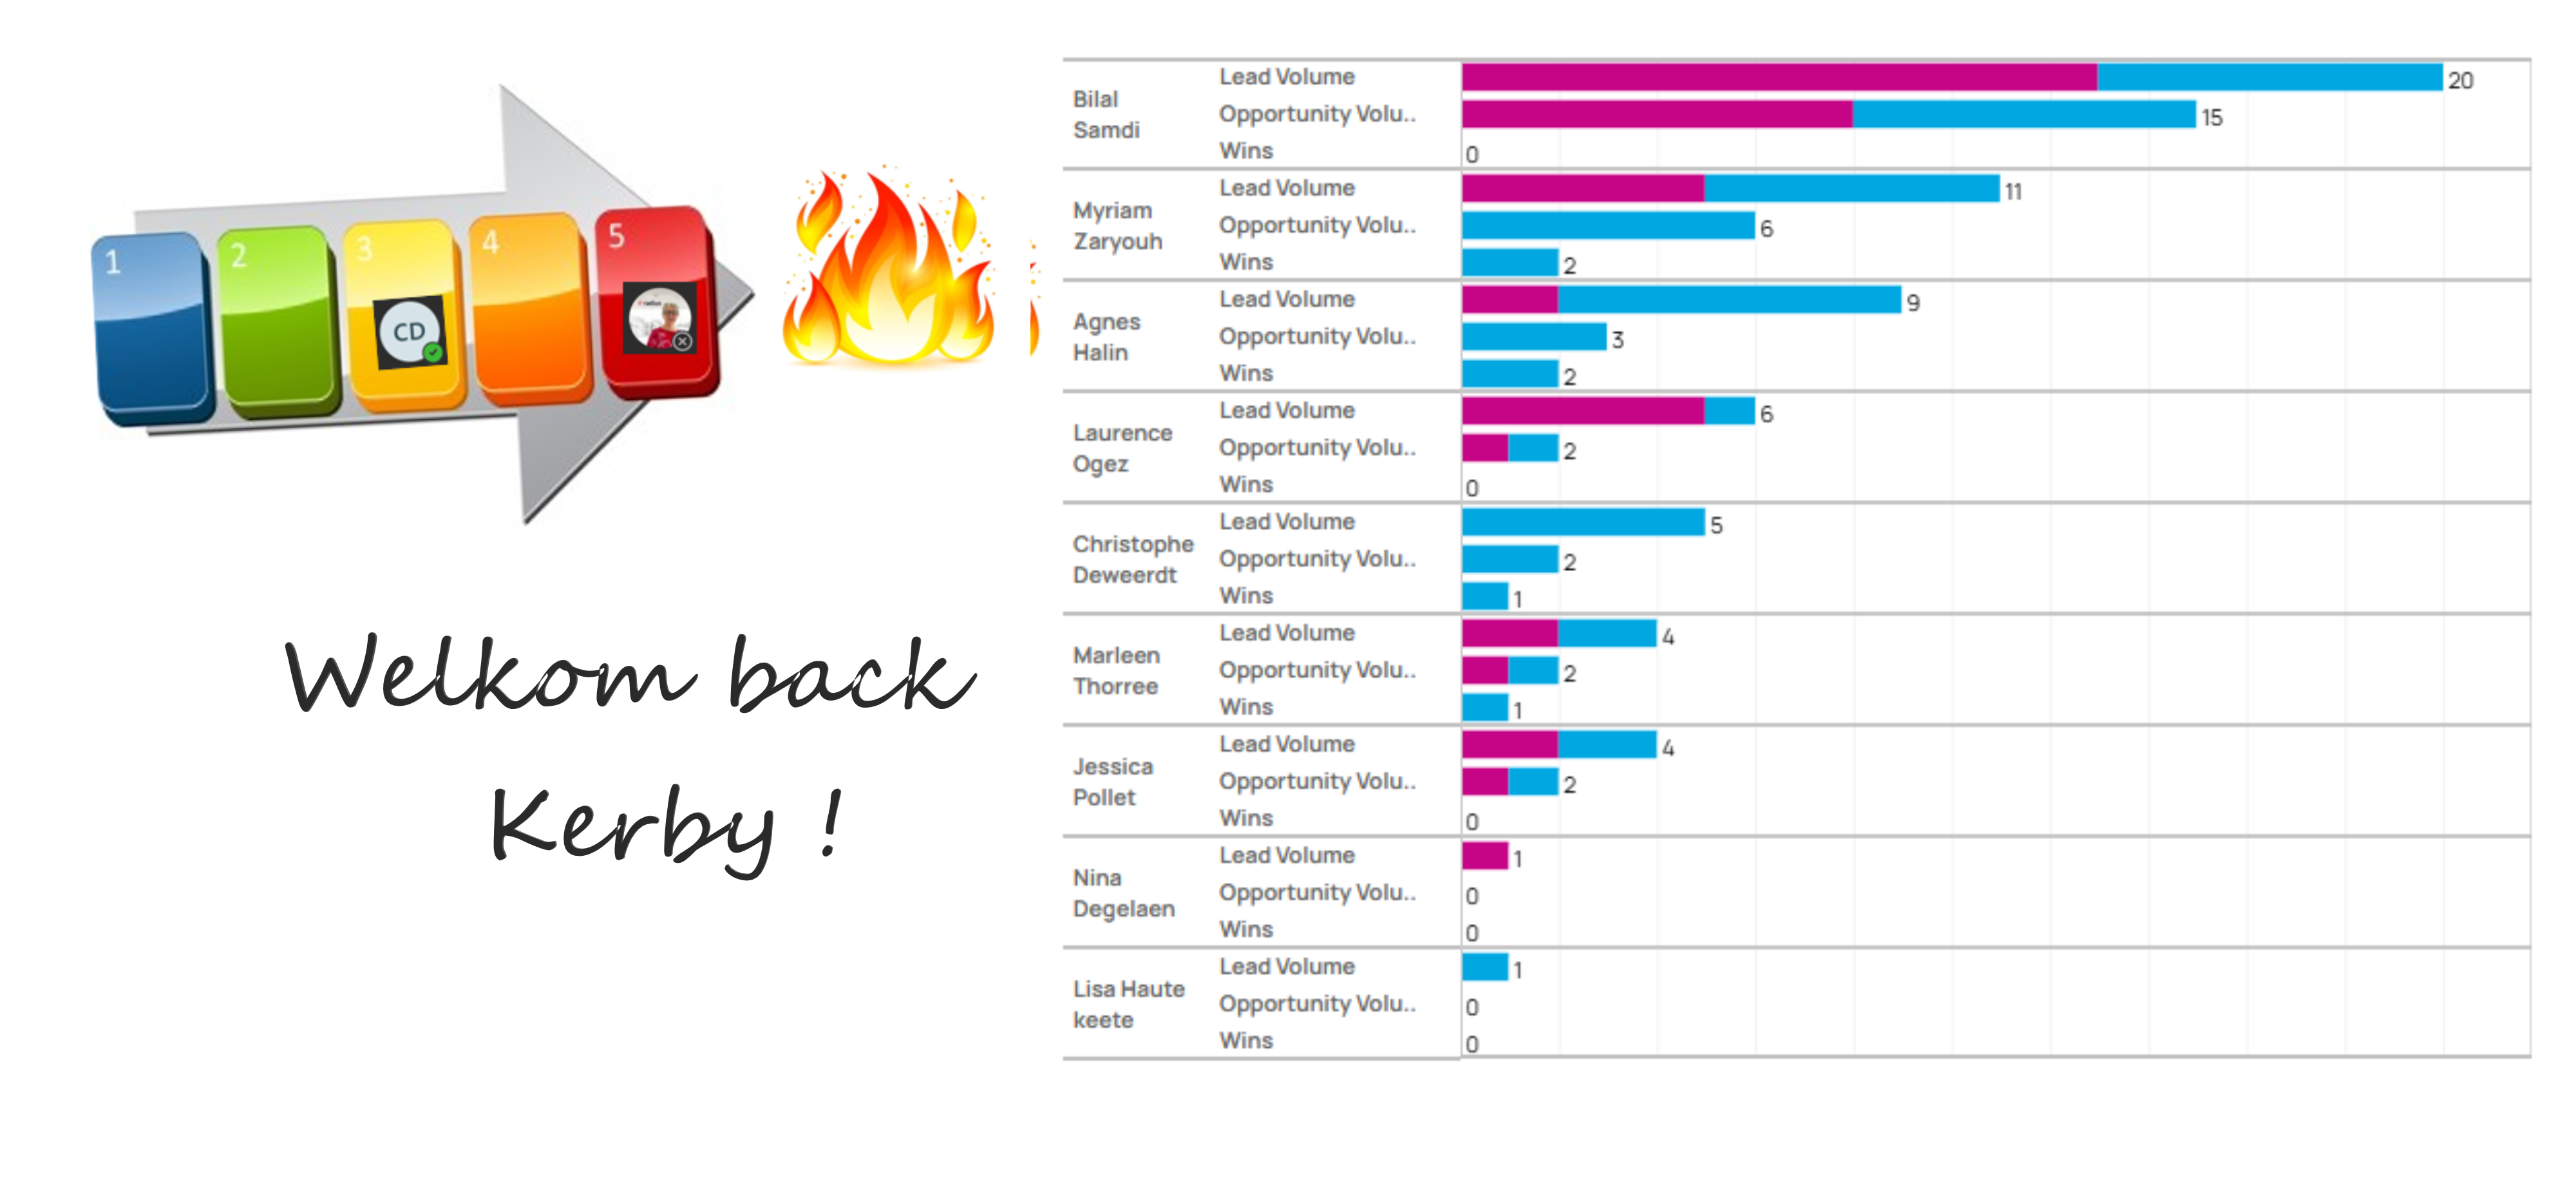 1
2
3
4
5
CD
Welkom back
Kerby !
Bilal
Samdi
Lead Volume
20
Opportunity Volu..
15
Wins
0
Myriam
Zaryouh
Lead Volume
11
Opportunity Volu..
6
Wins
2
Agnes
Halin
Lead Volume
9
Opportunity Volu..
3
Wins
2
Laurence
Ogez
Lead Volume
6
Opportunity Volu..
2
Wins
0
Christophe
Deweerdt
Lead Volume
5
Opportunity Volu..
2
Wins
1
Marleen
Thorree
Lead Volume
4
Opportunity Volu..
2
Wins
1
Jessica
Pollet
Lead Volume
4
Opportunity Volu..
2
Wins
0
Nina
Degelaen
Lead Volume
1
Opportunity Volu..
0
Wins
0
Lisa Haute
keete
Lead Volume
1
Opportunity Volu..
0
Wins
0